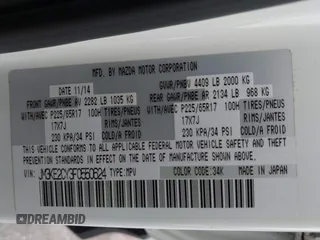 MFD. BY MAZDA MOTOR CORPORATION
DATE 11/14
GVWR/PNBV 4409 LB 2000 KG
FRONT GAWR/PNBE AV 2282 LB 1035 KG
REAR GAWR/PNBE AR 2134 LB 968 KG
WITH/AVEC P225/65R17 100H TIRES/PNEUS
WITH/AVEC P225/65R17 100H TIRES/PNEUS
17X7J RIMS/JANTES
17X7J RIMS/JANTES
230 KPA/34 PSI COLD/A FROID
230 KPA/34 PSI COLD/A FROID
THIS VEHICLE CONFORMS TO ALL APPLICABLE FEDERAL MOTOR VEHICLE
SAFETY AND THEFT PREVENTION STANDARDS IN EFFECT ON THE
DATE OF MANUFACTURE SHOWN ABOVE.
TYPE:MPV
COLOR CODE:34K
MADE IN JAPAN